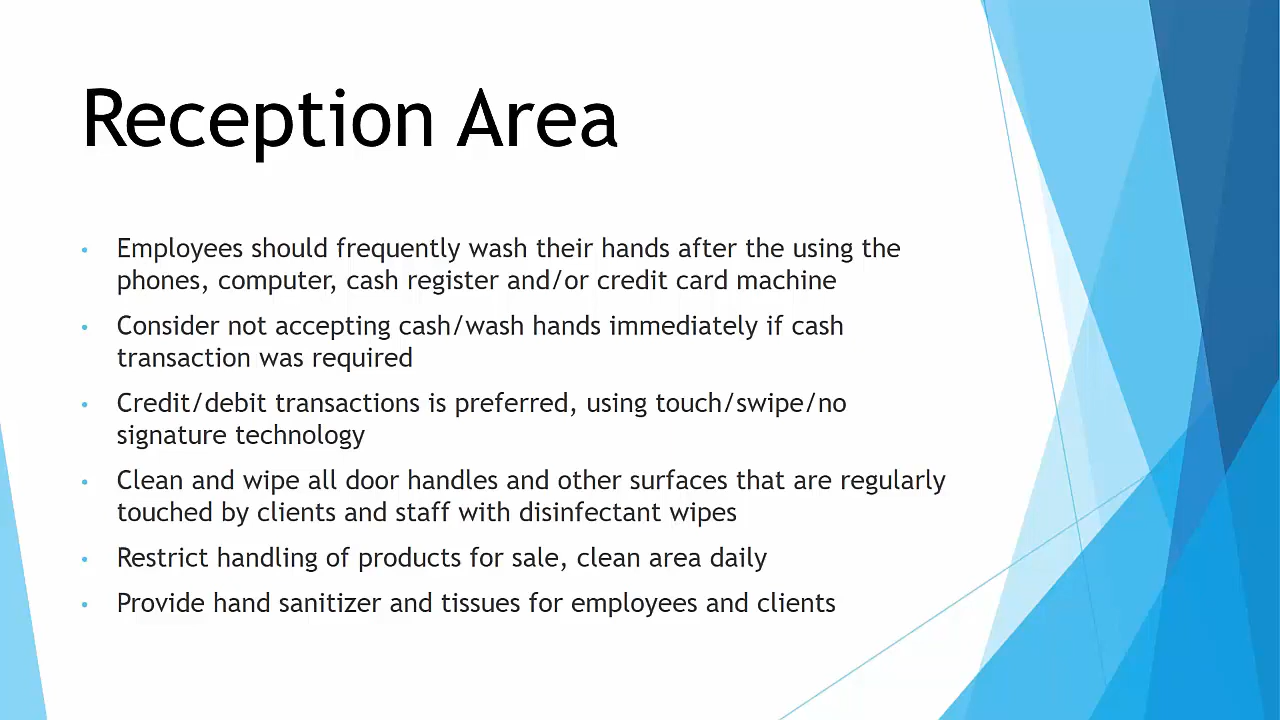 Reception Area
• Employees should frequently wash their hands after the using the
phones, computer, cash register and/or credit card machine
• Consider not accepting cash/wash hands immediately if cash
transaction was required
• Credit/debit transactions is preferred, using touch/swipe/no
signature technology
• Clean and wipe all door handles and other surfaces that are regularly
touched by clients and staff with disinfectant wipes
• Restrict handling of products for sale, clean area daily
• Provide hand sanitizer and tissues for employees and clients